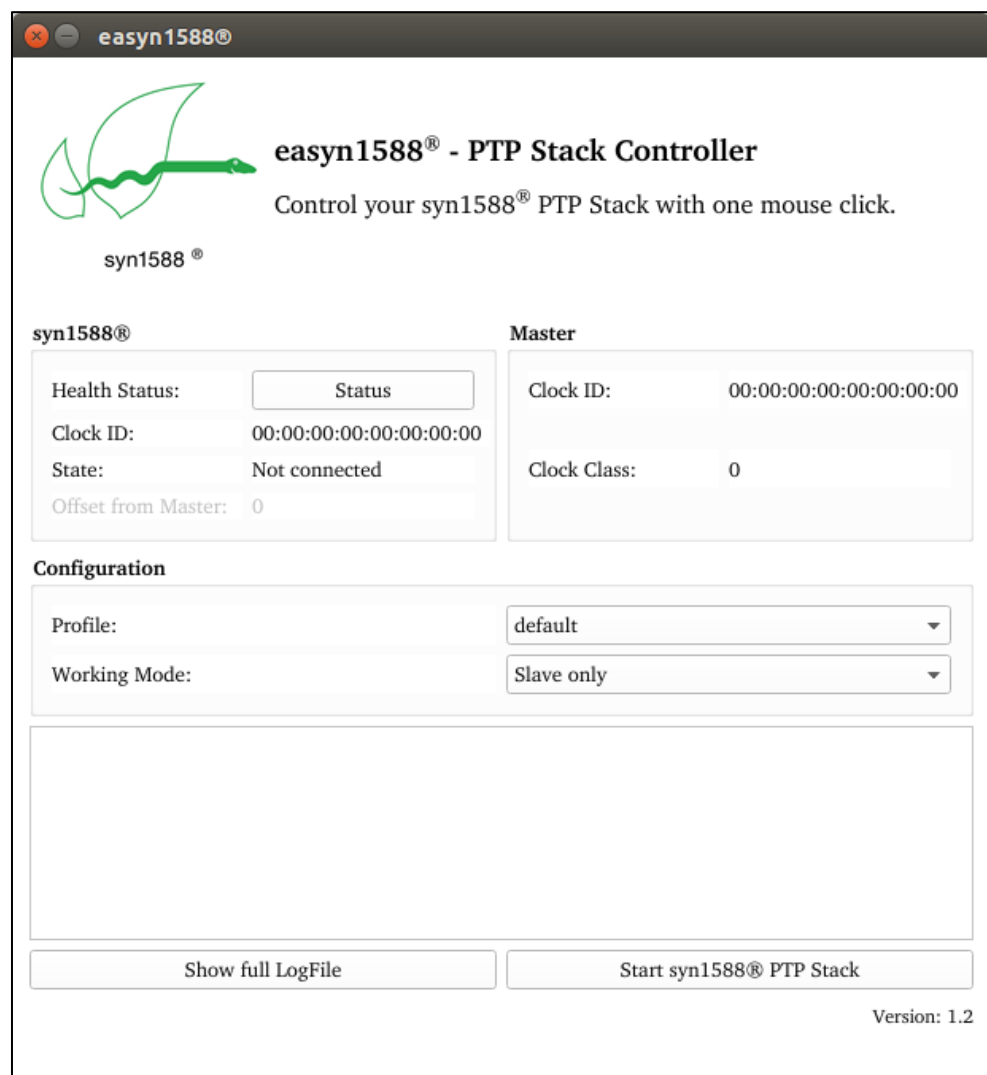 easyn1588®
easyn1588® - PTP Stack Controller
Control your syn1588® PTP Stack with one mouse click.
syn1588 ®
syn1588®
Health Status: Status
Clock ID: 00:00:00:00:00:00:00:00
State: Not connected
Offset from Master: 0
Master
Clock ID: 00:00:00:00:00:00:00:00
Clock Class: 0
Configuration
Profile: default
Working Mode: Slave only
Show full LogFile
Start syn1588® PTP Stack
Version: 1.2